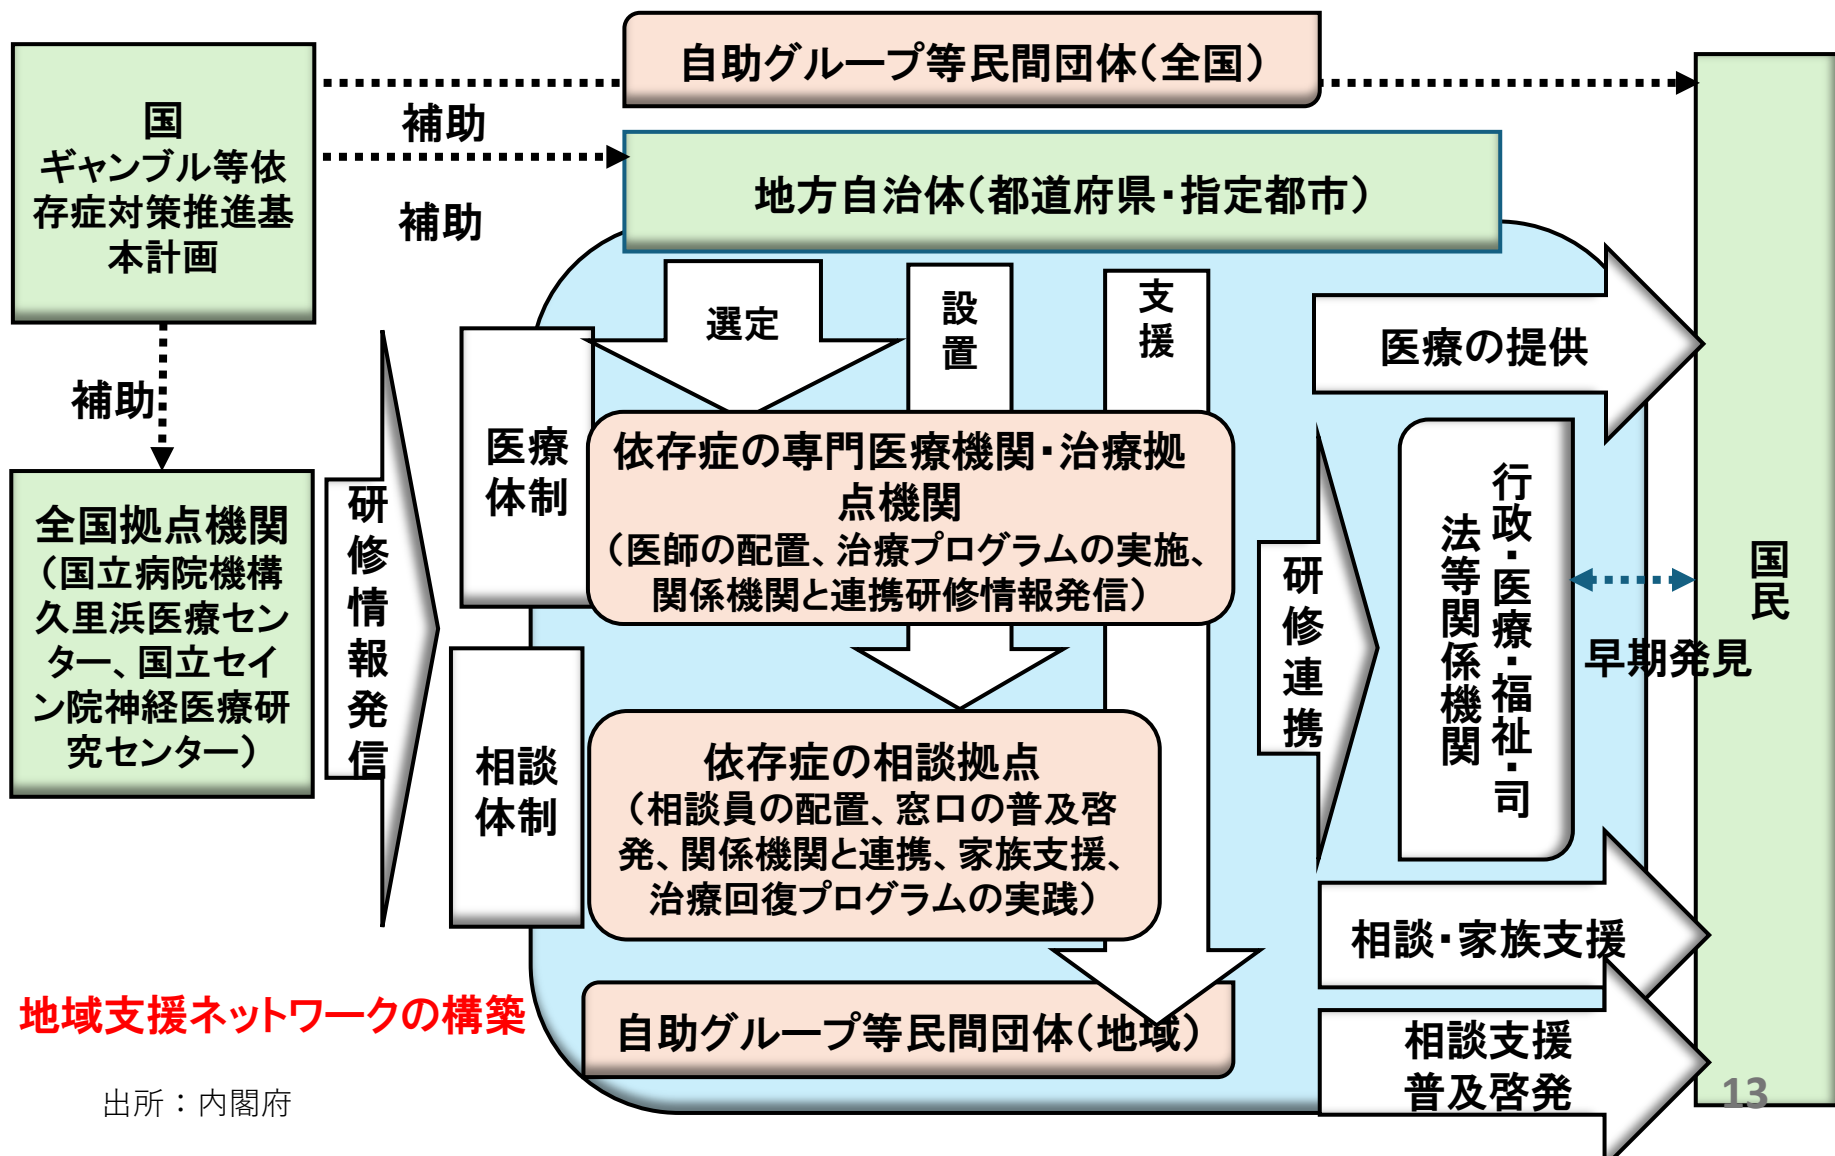 自助グループ等民間団体（全国）
国
ギャンブル等依
存症対策推進基
本計画
補助
地方自治体（都道府県・指定都市）
補助
選定
設置
支援
医療の提供
補助
医療
体制
依存症の専門医療機関・治療拠
点機関
（医師の配置、治療プログラムの実施、
関係機関と連携研修情報発信）
全国拠点機関
（国立病院機構
久里浜医療セン
ター、国立セイ
ン院神経医療研
究センター）
研修情報発信
研修連携
行政・医療・福祉・司
法等関係機関
国民
早期発見
相談
体制
依存症の相談拠点
（相談員の配置、窓口の普及啓
発、関係機関と連携、家族支援、
治療回復プログラムの実践）
相談・家族支援
地域支援ネットワークの構築
自助グループ等民間団体（地域）
相談支援
普及啓発
出所：内閣府
13